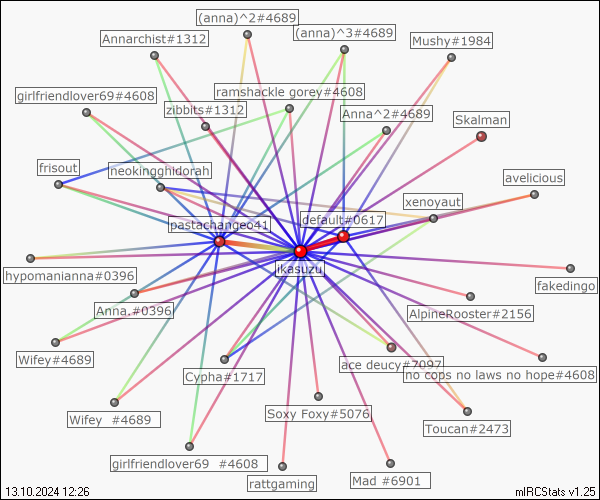 (anna)^2#4689
(anna)^3#4689
Annarchist#1312
Mushy#1984
girlfriendlover69#4608
ramshackle gorey#4608
zibbits#1312
Anna^2#4689
Skalman
frisout
neokingghidorah
avelicious
xenoyaut
pastachangeo41
default#0617
jikasuzu
hypomanianna#0396
fakedingo
Anna.#0396
AlpineRooster#2156
Wifey#4689
ace deucy#7097
Cypha#1717
no cops no laws no hope#4608
Wifey  #4689
Soxy Foxy#5076
Toucan#2473
girlfriendlover69  #4608
rattgaming
Mad #6901
13.10.2024 12:26
mIRCStats v1.25